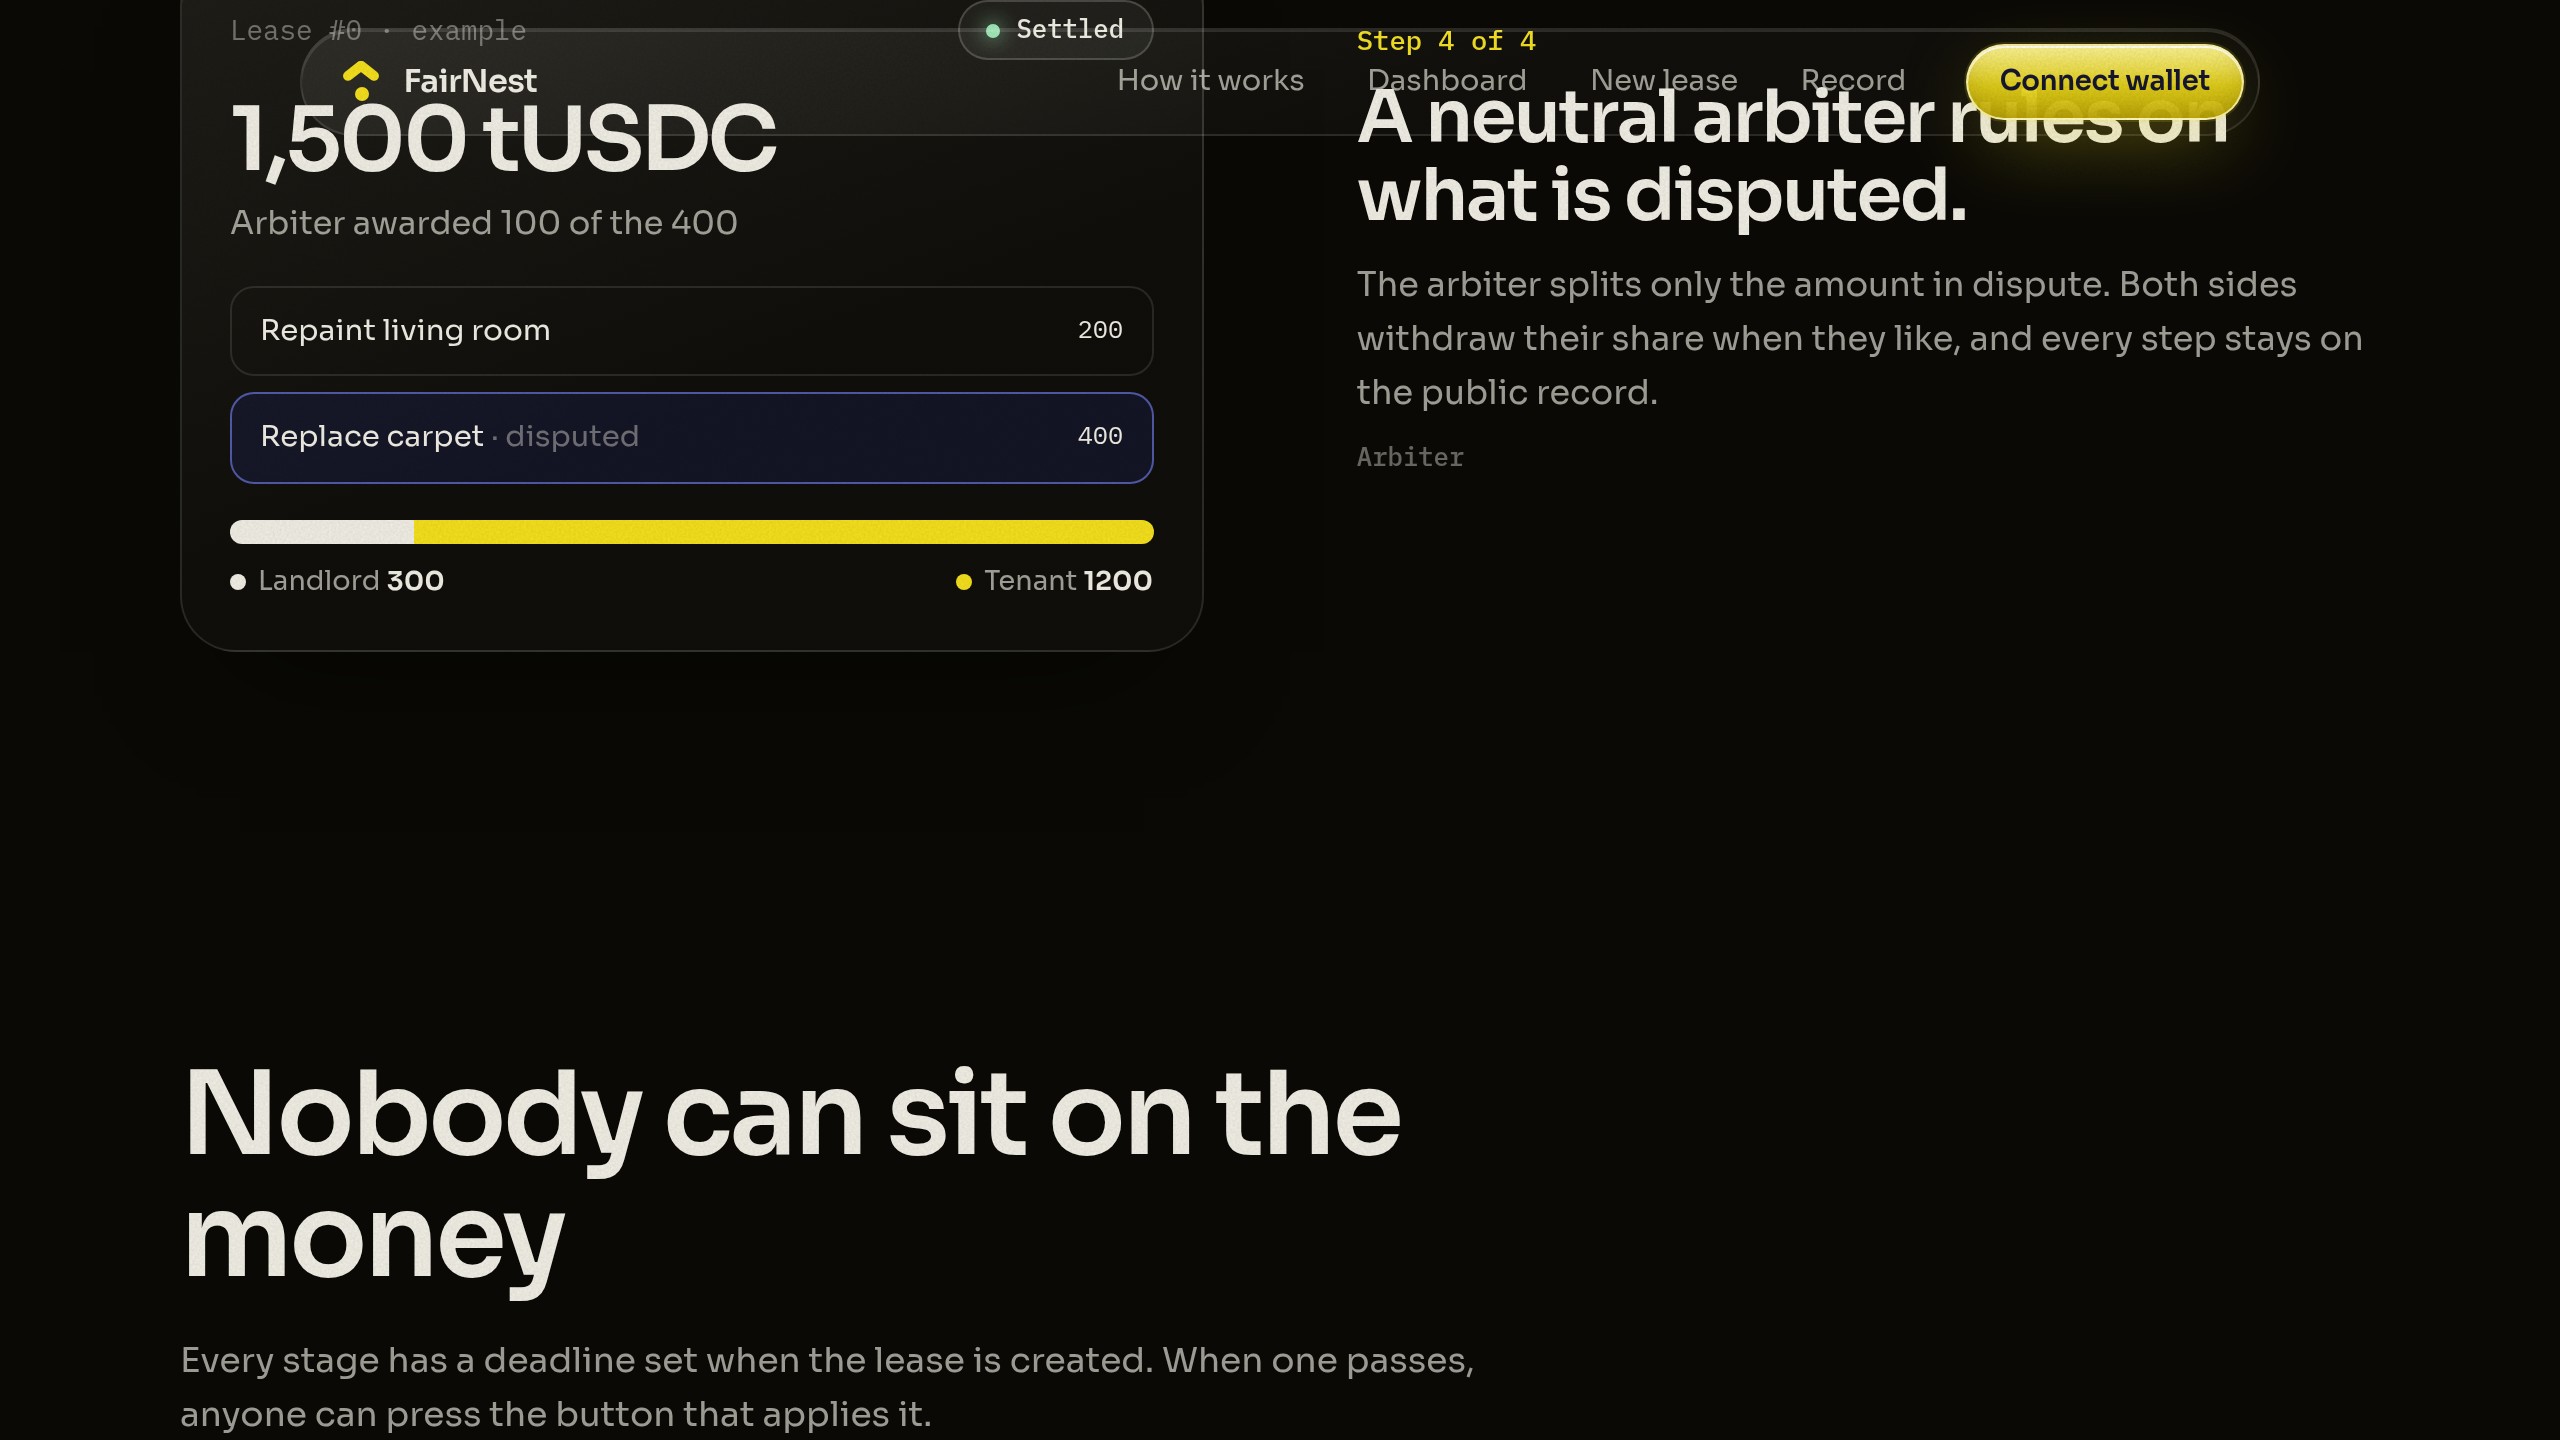 Lease #0 · example
Settled
FairNest
How it works
Dashboard
New lease
Record
Connect wallet
1,500 tUSDC
Arbiter awarded 100 of the 400
Repaint living room
200
Replace carpet · disputed
400
Landlord 300
Tenant 1200
Step 4 of 4
A neutral arbiter rules on
what is disputed.
The arbiter splits only the amount in dispute. Both sides
withdraw their share when they like, and every step stays on
the public record.
Arbiter
Nobody can sit on the
money
Every stage has a deadline set when the lease is created. When one passes,
anyone can press the button that applies it.